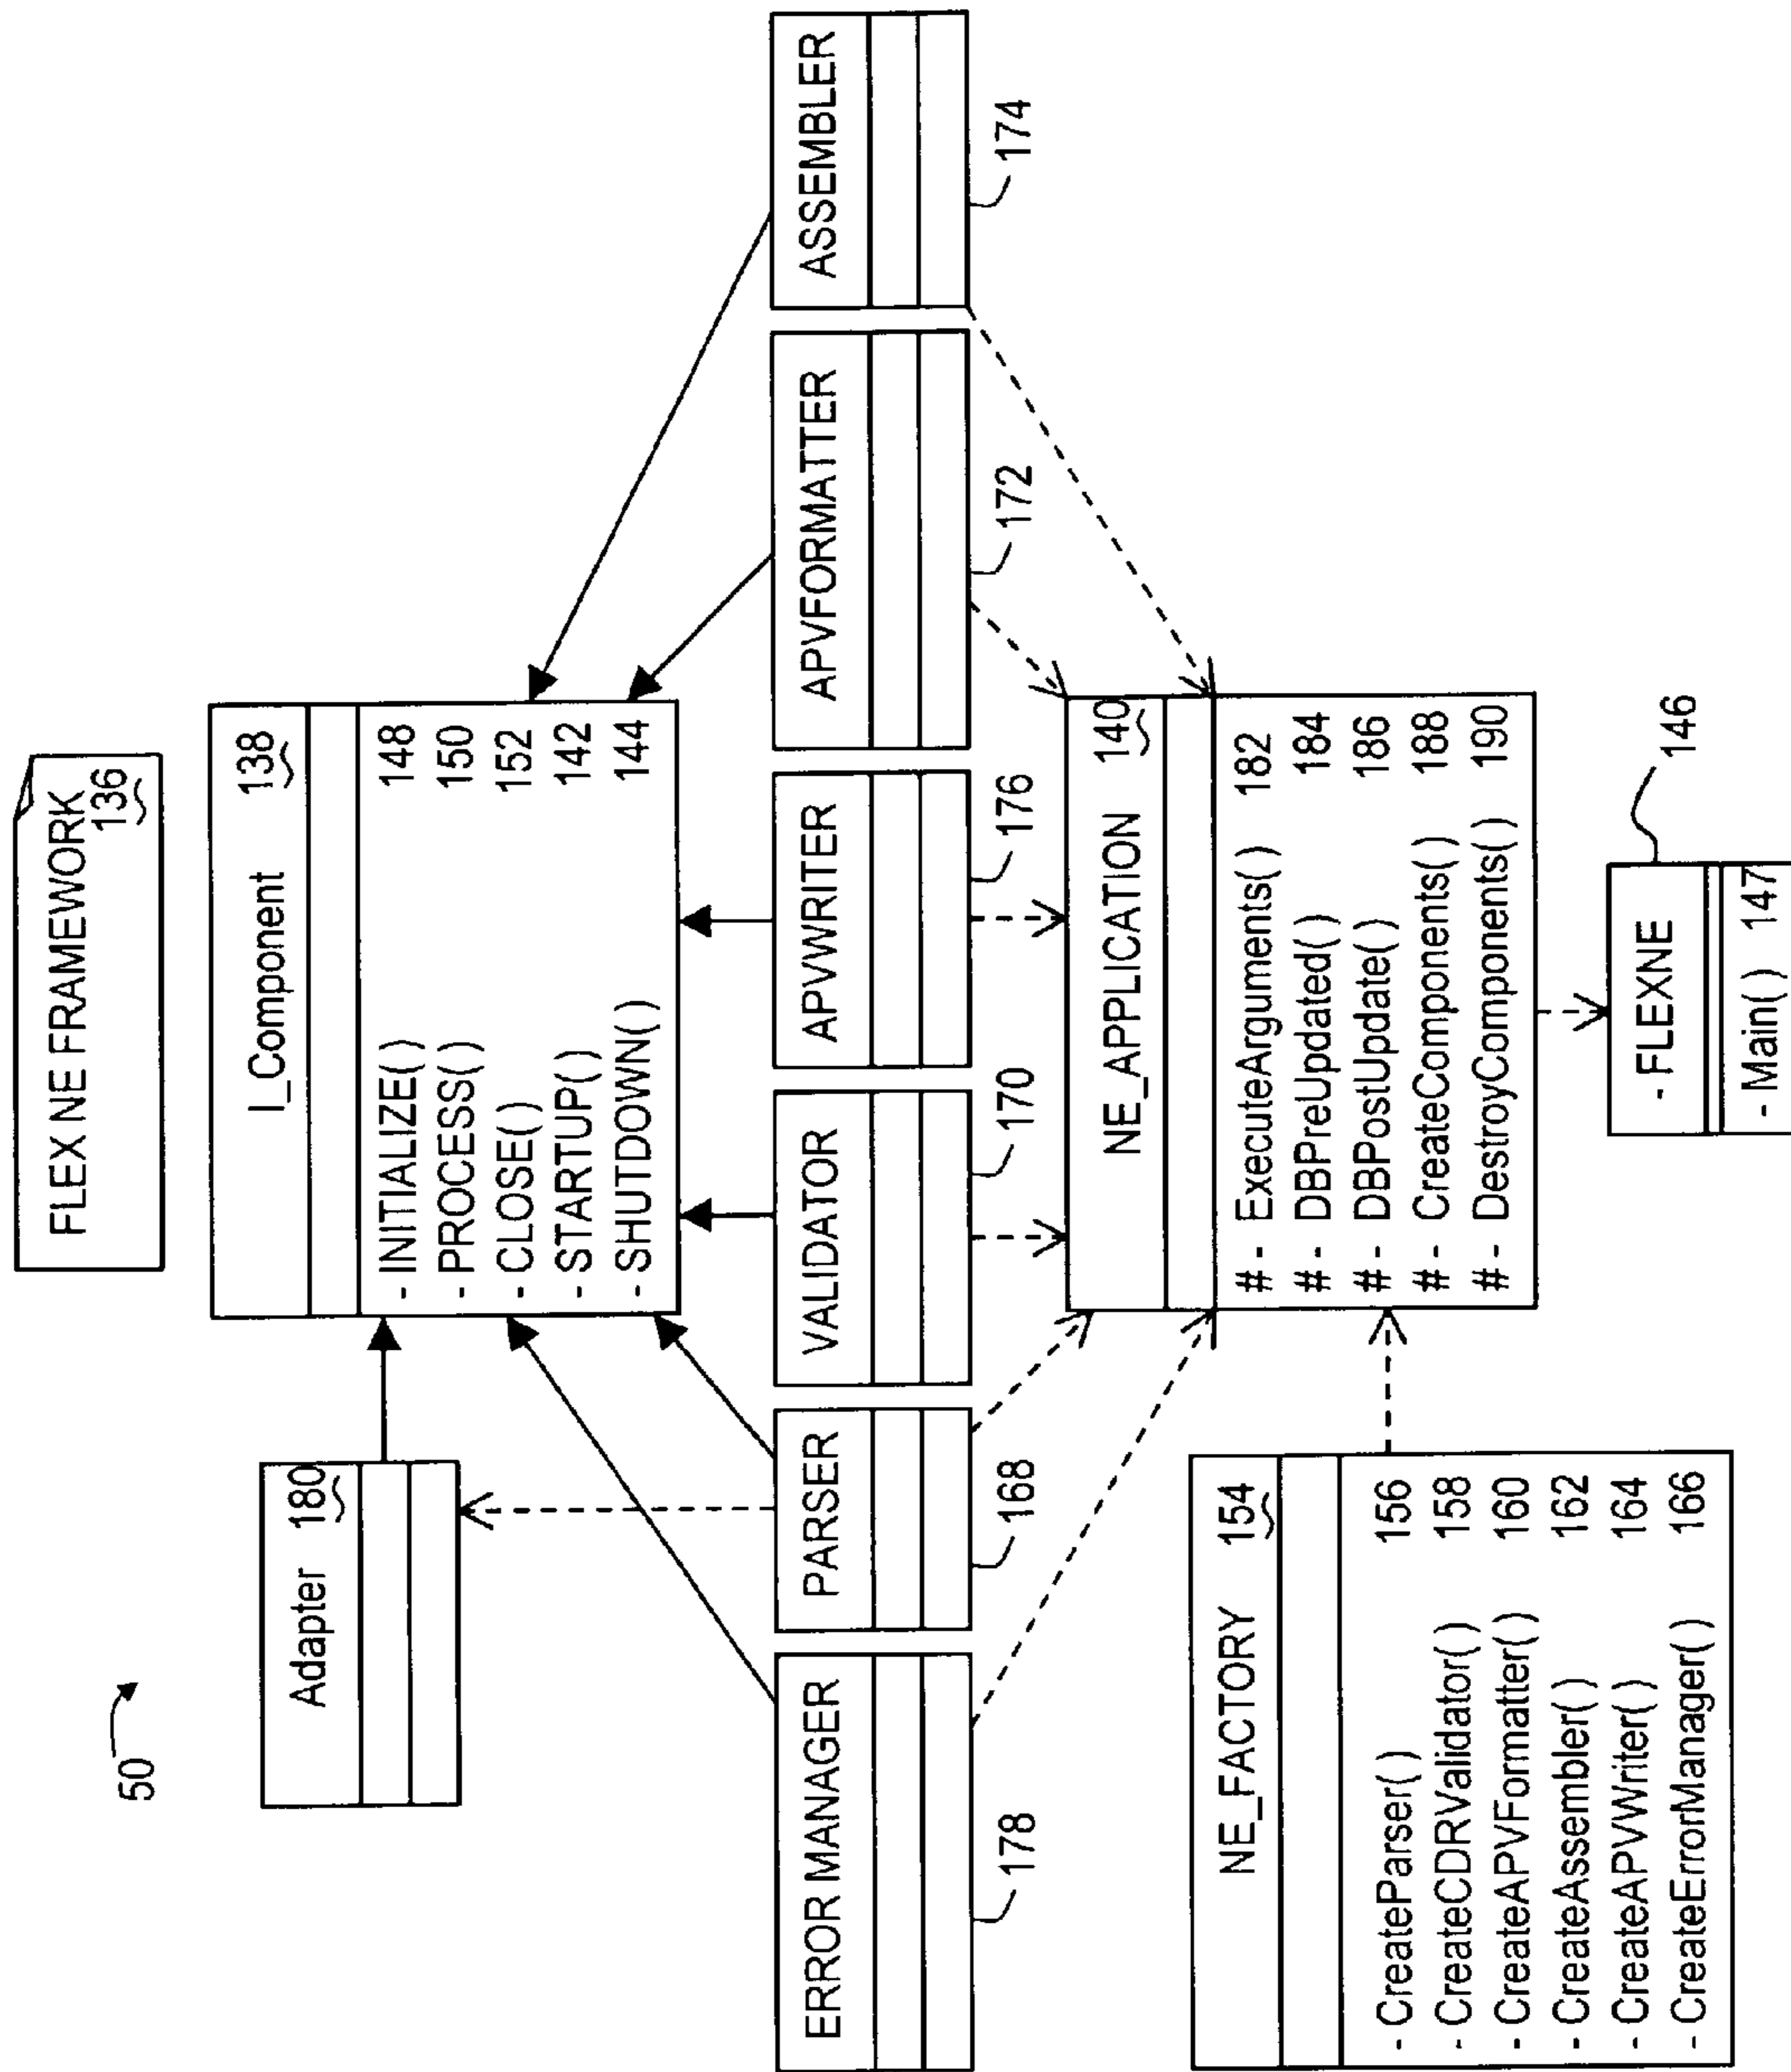 50
FLEX NE FRAMEWORK
136
Adapter 180
I_Component 138
- INITIALIZE() 148
- PROCESS() 150
- CLOSE() 152
- STARTUP() 142
- SHUTDOWN() 144
ERROR MANAGER
PARSER
VALIDATOR
APVWRITER
APVFORMATTER
ASSEMBLER
178
168
170
176
172
174
NE_FACTORY 154
- CreateParser( ) 156
- CreateCDRValidator( ) 158
- CreateAPVFormatter( ) 160
- CreateAssembler( ) 162
- CreateAPVWriter( ) 164
- CreateErrorManager( ) 166
NE_APPLICATION 140
# - ExecuteArguments( ) 182
# - DBPreUpdated( ) 184
# - DBPostUpdate( ) 186
# - CreateComponents( ) 188
# - DestroyComponents( ) 190
- FLEXNE
146
- Main( ) 147